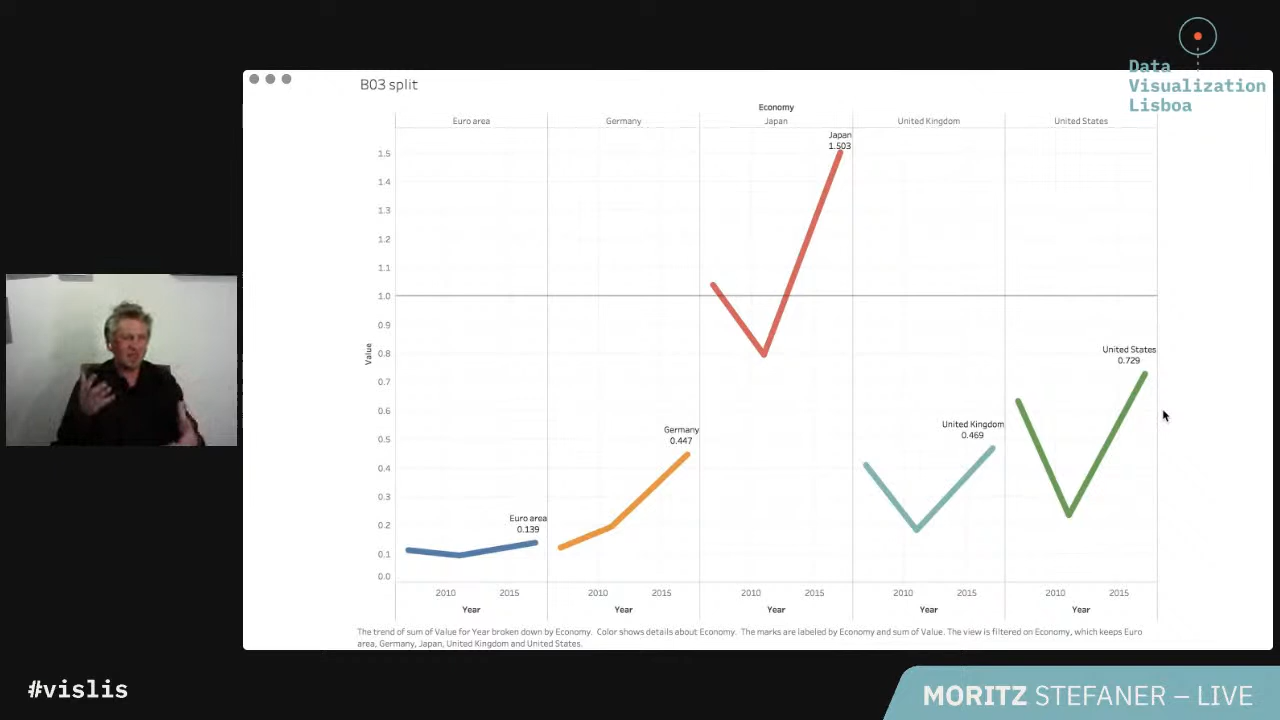 Data
Visualization
Lisboa
B03 split
Economy
Euro area
Germany
Japan
United Kingdom
United States
Value
1.5
1.4
1.3
1.2
1.1
1.0
0.9
0.8
0.7
0.6
0.5
0.4
0.3
0.2
0.1
0.0
Euro area
0.139
Germany
0.447
Japan
1.503
United Kingdom
0.469
United States
0.729
2010 2015 2010 2015 2010 2015 2010 2015 2010 2015
Year Year Year Year Year
The trend of sum of Value for Year broken down by Economy. Color shows details about Economy. The marks are labeled by Economy and sum of Value. The view is filtered on Economy, which keeps Euro
area, Germany, Japan, United Kingdom and United States.
#vislis
MORITZ STEFANER – LIVE